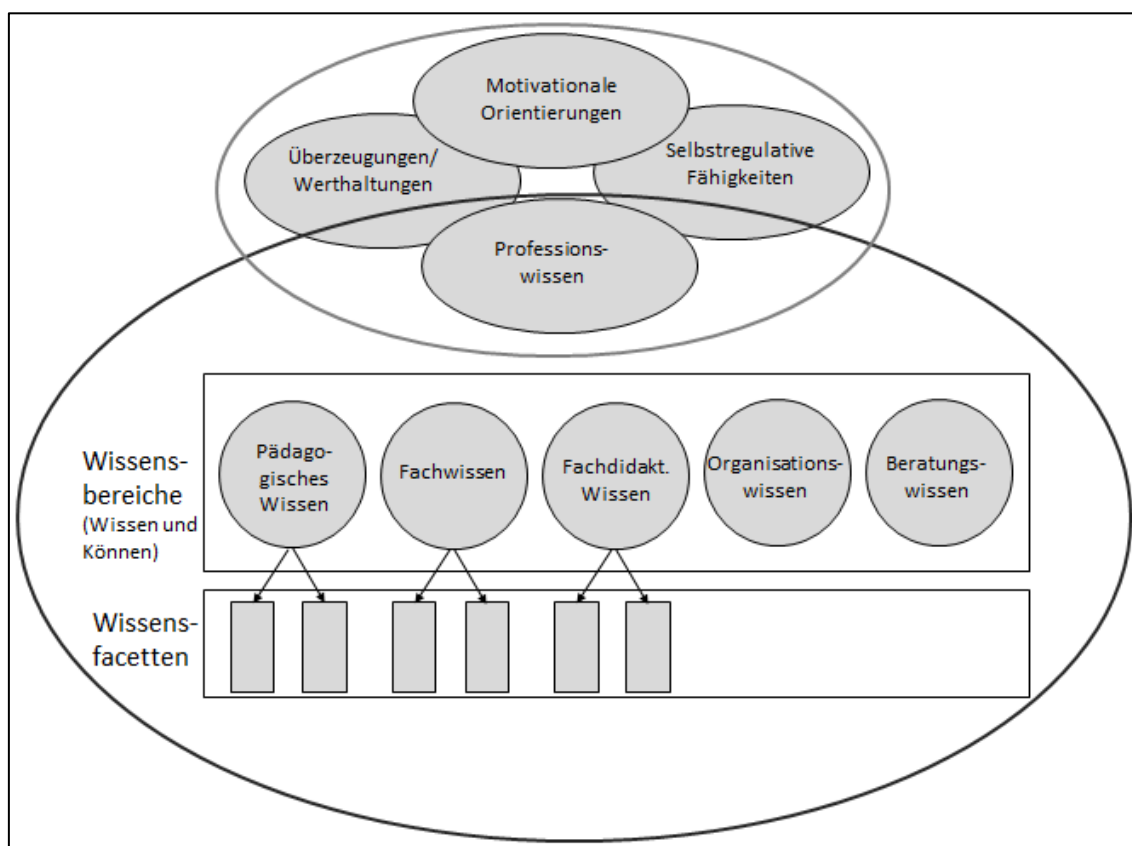 Motivationale
Orientierungen
Überzeugungen/
Werthaltungen
Selbstregulative
Fähigkeiten
Professions-
wissen
Wissens-
bereiche
(Wissen und
Können)
Pädago-
gisches
Wissen
Fachwissen
Fachdidakt.
Wissen
Organisations-
wissen
Beratungs-
wissen
Wissens-
facetten